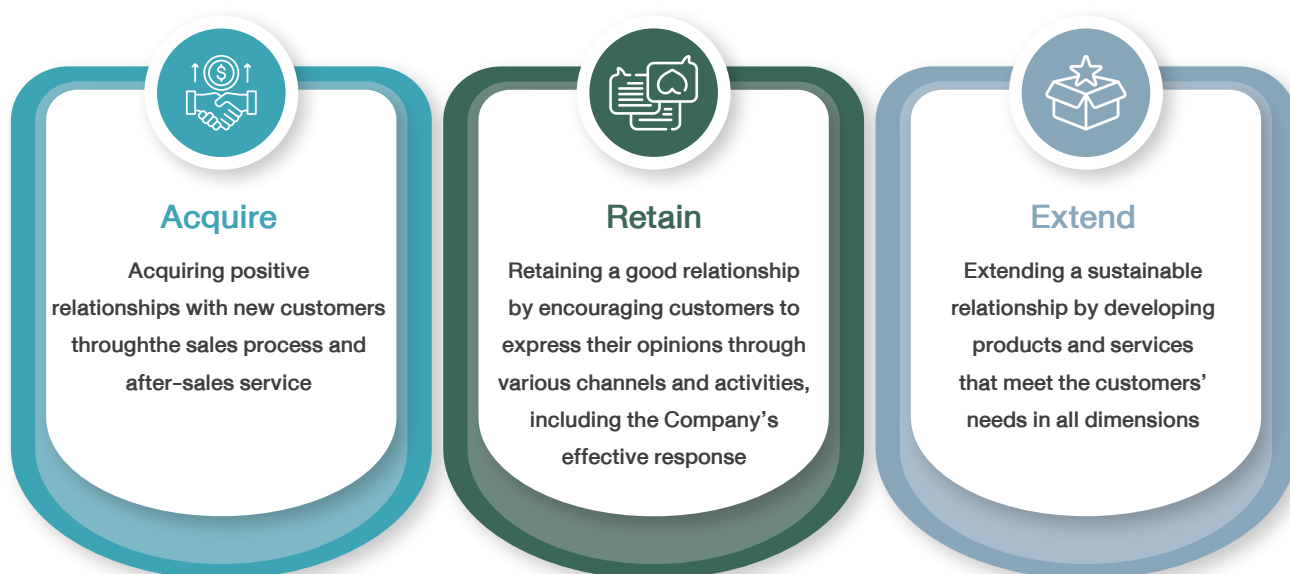 Acquire
Acquiring positive
relationships with new customers
throughthe sales process and
after-sales service
Retain
Retaining a good relationship
by encouraging customers to
express their opinions through
various channels and activities,
including the Company's
effective response
Extend
Extending a sustainable
relationship by developing
products and services
that meet the customers'
needs in all dimensions